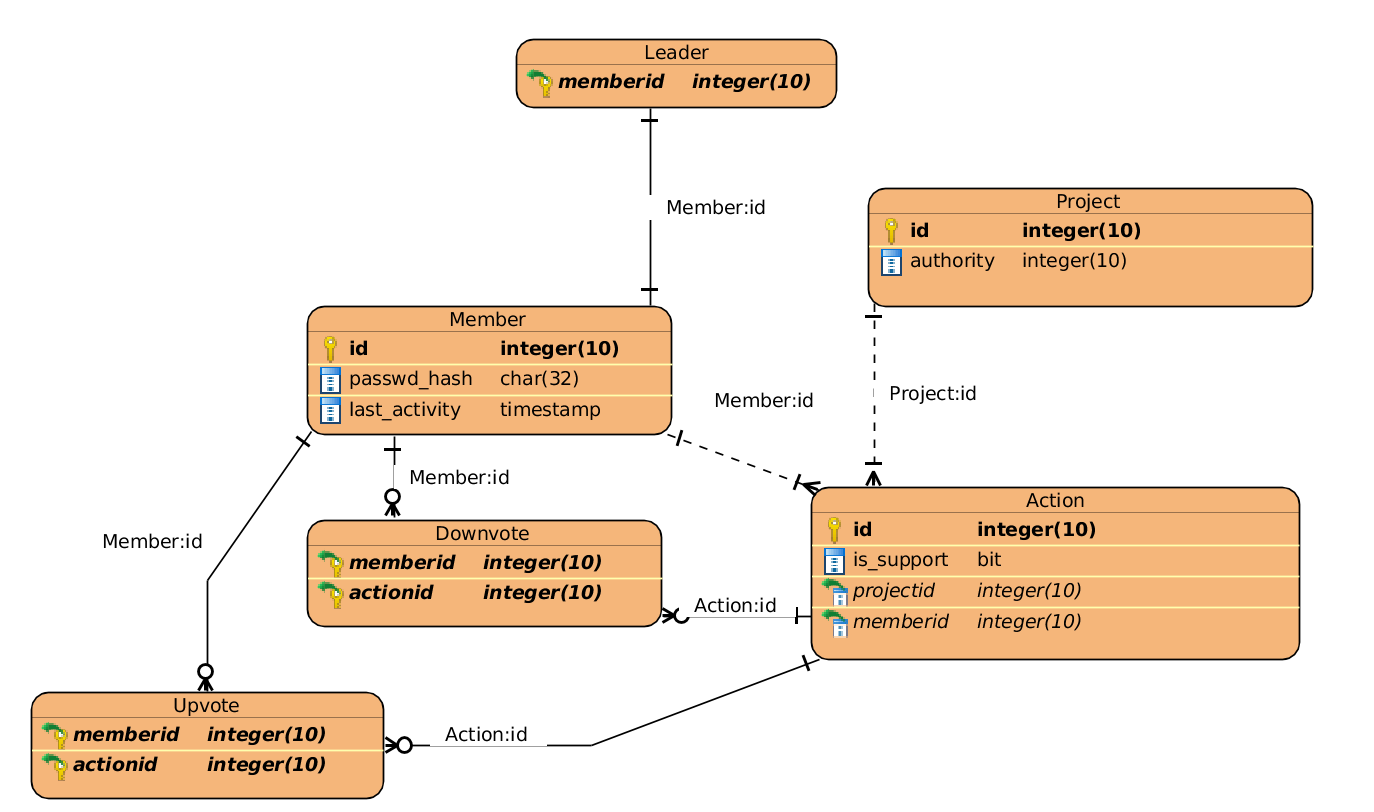 Leader
memberid integer(10)
Member:id
Project
id integer(10)
authority integer(10)
Member
id integer(10)
passwd_hash char(32)
last_activity timestamp
Member:id
Project:id
Member:id
Member:id
Action
id integer(10)
is_support bit
projectid integer(10)
memberid integer(10)
Downvote
memberid integer(10)
actionid integer(10)
Action:id
Upvote
memberid integer(10)
actionid integer(10)
Action:id